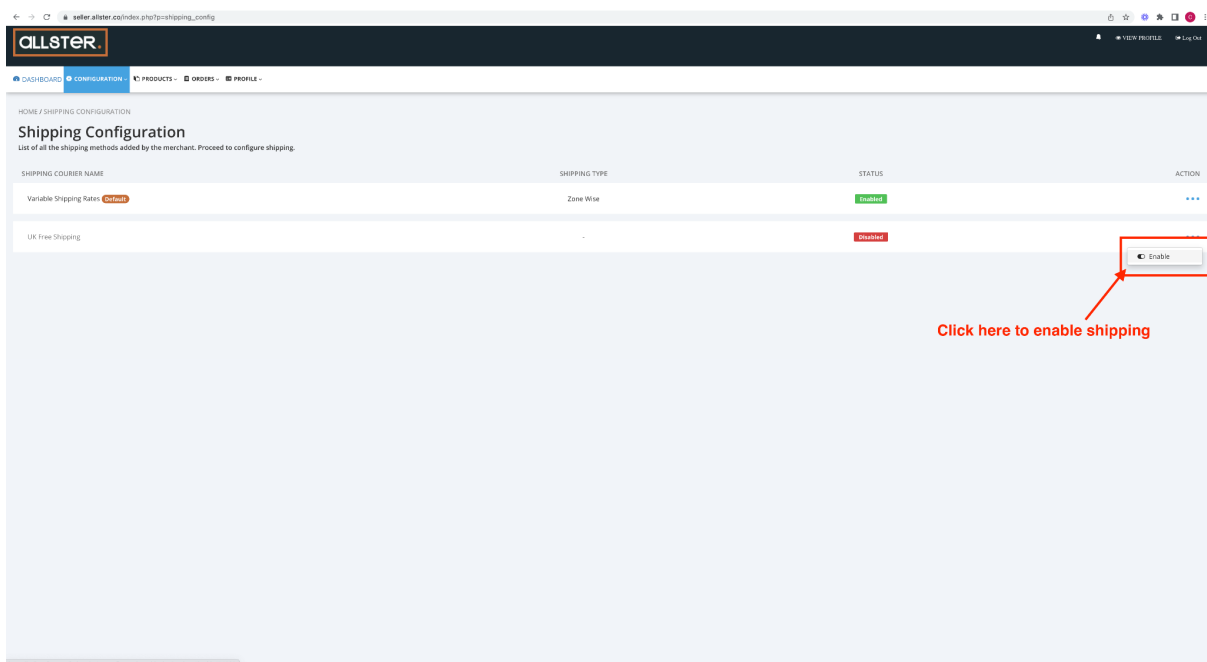 seller.allster.co/index.php?p=shipping_config
ALLSTER.
VIEW PROFILE Log Out
DASHBOARD CONFIGURATION PRODUCTS ORDERS PROFILE
HOME / SHIPPING CONFIGURATION
Shipping Configuration
List of all the shipping methods added by the merchant. Proceed to configure shipping.
SHIPPING COURIER NAME SHIPPING TYPE STATUS ACTION
Variable Shipping Rates Default Zone Wise Enabled
UK Free Shipping - Disabled
Enable
Click here to enable shipping